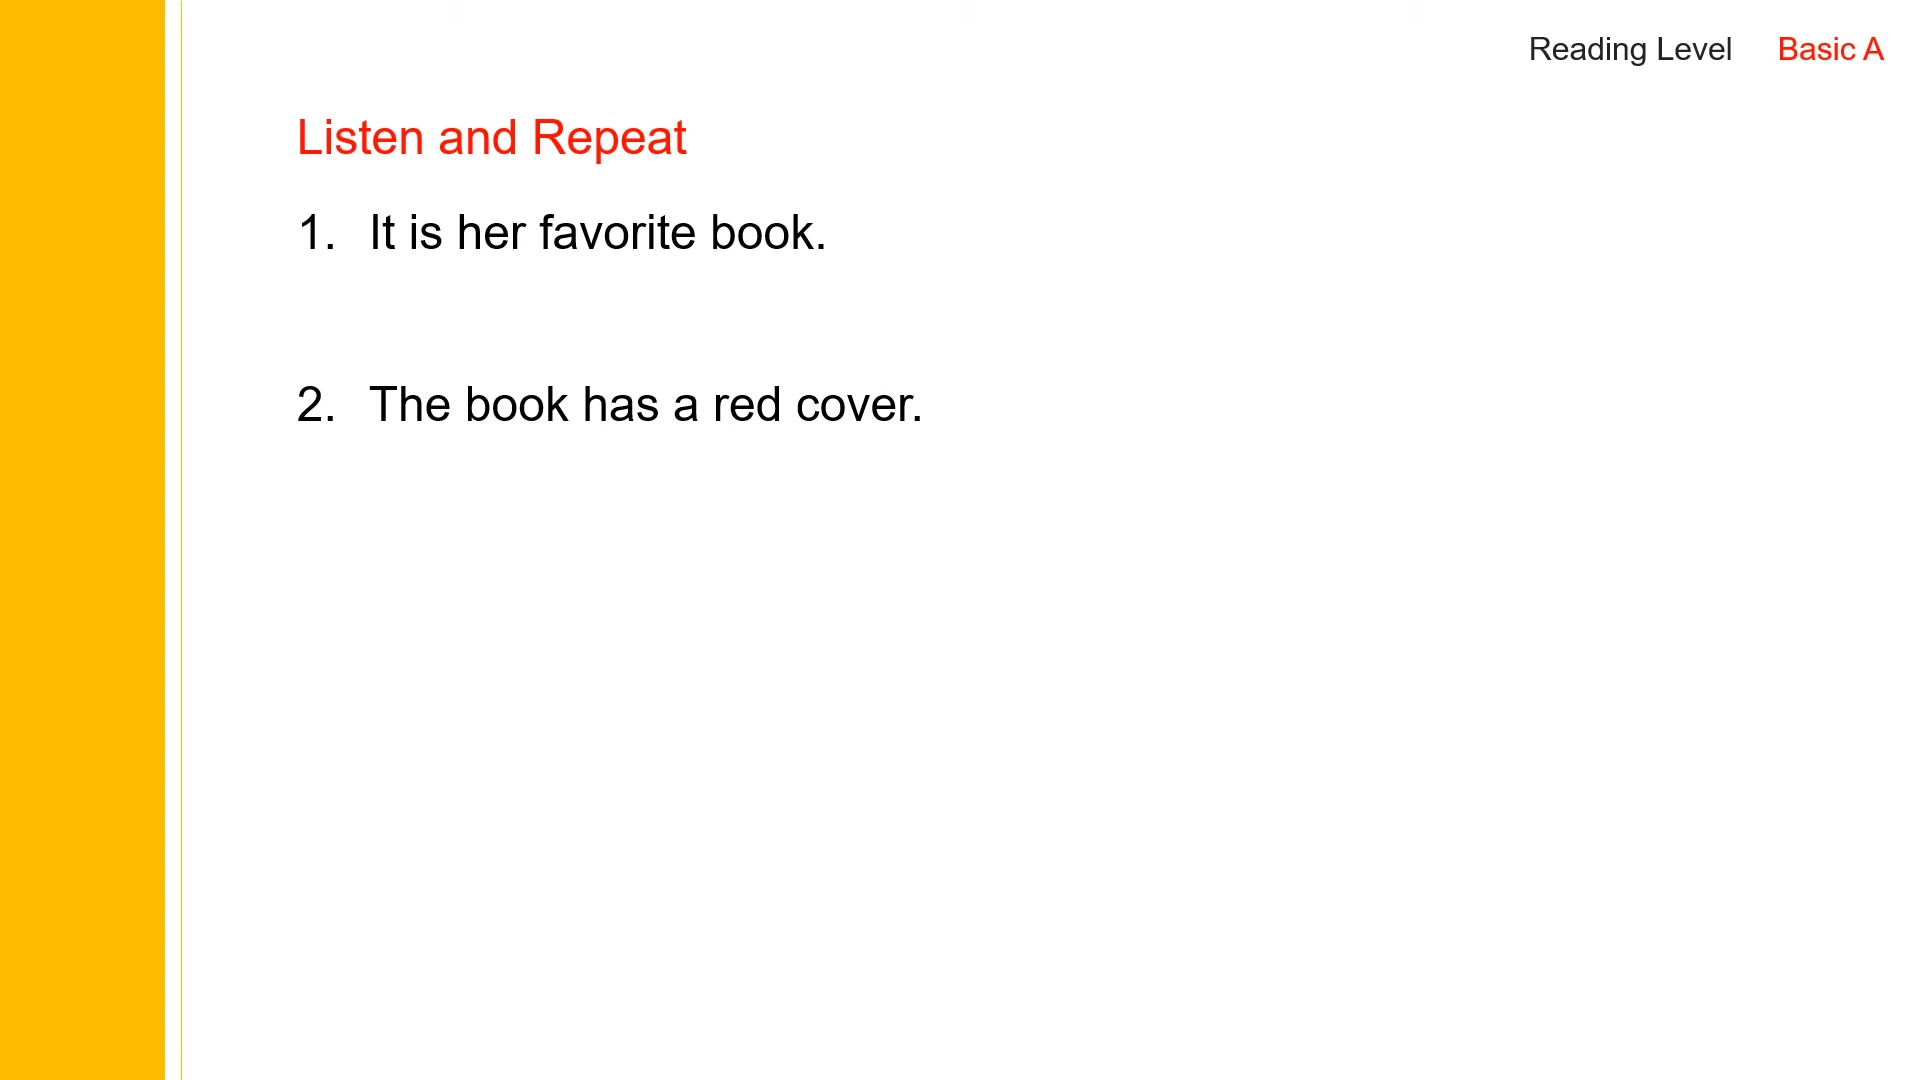 Reading Level Basic A
Listen and Repeat
1. It is her favorite book.
2. The book has a red cover.